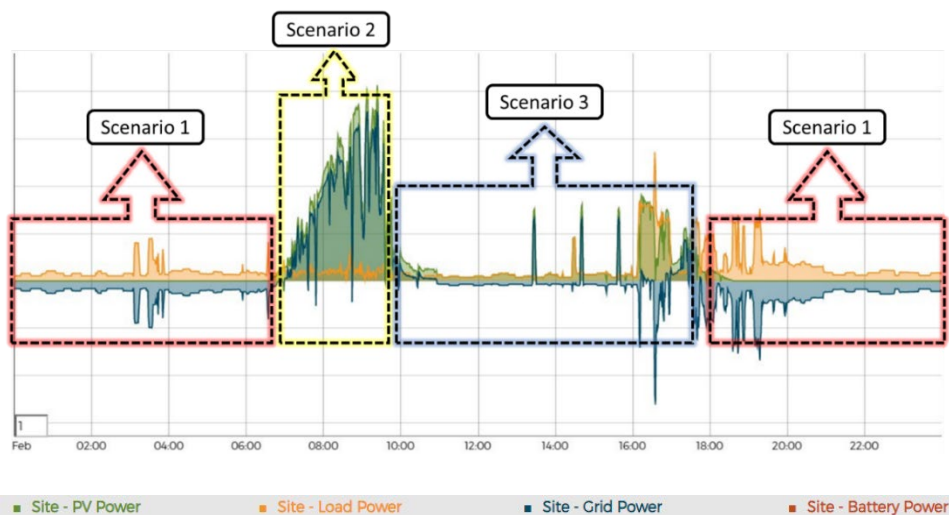 Scenario 2
Scenario 3
Scenario 1
Scenario 1
1
Feb 02:00 04:00 06:00 08:00 10:00 12:00 14:00 16:00 18:00 20:00 22:00
Site - PV Power Site - Load Power Site - Grid Power Site - Battery Power